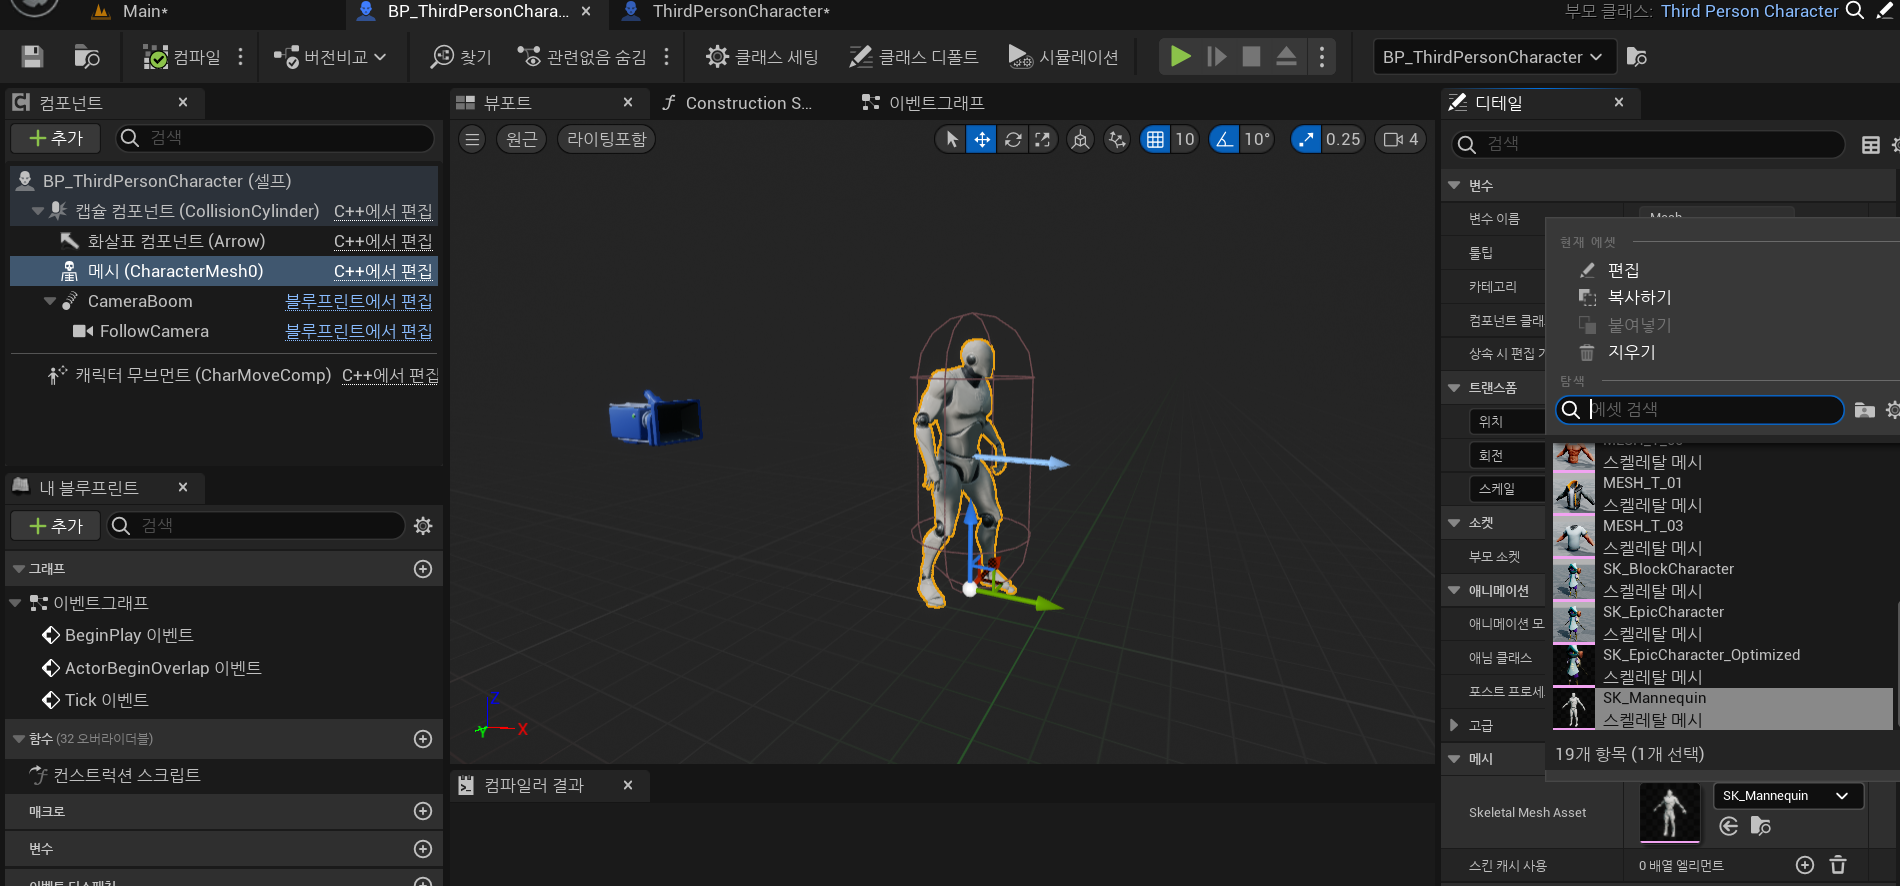 Main*
BP_ThirdPersonChara...
ThirdPersonCharacter*
부모 클래스: Third Person Character
컴파일
버전비교
찾기
관련없음 숨김
클래스 세팅
클래스 디폴트
시뮬레이션
BP_ThirdPersonCharacter
컴포넌트
추가
검색
BP_ThirdPersonCharacter (셀프)
캡슐 컴포넌트 (CollisionCylinder) C++에서 편집
화살표 컴포넌트 (Arrow) C++에서 편집
메시 (CharacterMesh0) C++에서 편집
CameraBoom 블루프린트에서 편집
FollowCamera 블루프린트에서 편집
캐릭터 무브먼트 (CharMoveComp) C++에서 편집
내 블루프린트
추가
검색
그래프
이벤트그래프
BeginPlay 이벤트
ActorBeginOverlap 이벤트
Tick 이벤트
함수 (32 오버라이더블)
컨스트럭션 스크립트
매크로
변수
뷰포트
Construction S...
이벤트그래프
원근
라이팅포함
10
10°
0.25
4
Z
X
Y
컴파일러 결과
디테일
검색
변수
변수 이름
Mesh
툴팁
카테고리
컴포넌트 클래
상속 시 편집 가
트랜스폼
위치
회전
스케일
소켓
부모 소켓
애니메이션
애니메이션 모
애님 클래스
포스트 프로세
고급
메시
현재 에셋
편집
복사하기
붙여넣기
지우기
탐색
에셋 검색
스켈레탈 메시
MESH_T_01
스켈레탈 메시
MESH_T_03
스켈레탈 메시
SK_BlockCharacter
스켈레탈 메시
SK_EpicCharacter
스켈레탈 메시
SK_EpicCharacter_Optimized
스켈레탈 메시
SK_Mannequin
스켈레탈 메시
19개 항목 (1개 선택)
Skeletal Mesh Asset
SK_Mannequin
스킨 캐시 사용
0 배열 엘리먼트